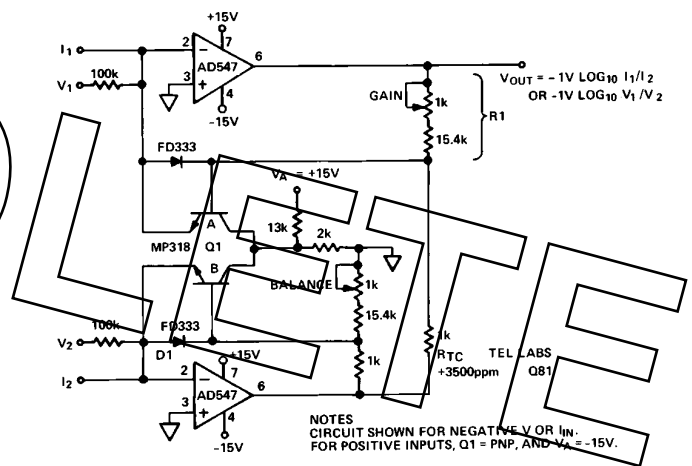 +15V
I1
2
7
6
AD547
V1
100k
3
4
-15V
VOUT = -1V LOG10 I1/I2
OR -1V LOG10 V1/V2
GAIN
1k
R1
15.4k
FD333
VA = +15V
A
13k
2k
MP318
Q1
B
BALANCE
1k
15.4k
V2
100k
FD333
D1
1k
1k
RTC
+3500ppm
TEL LABS
Q81
+15V
I2
2
7
6
AD547
3
4
-15V
NOTES
CIRCUIT SHOWN FOR NEGATIVE V OR IIN.
FOR POSITIVE INPUTS, Q1 = PNP, AND VA = -15V.
LETE